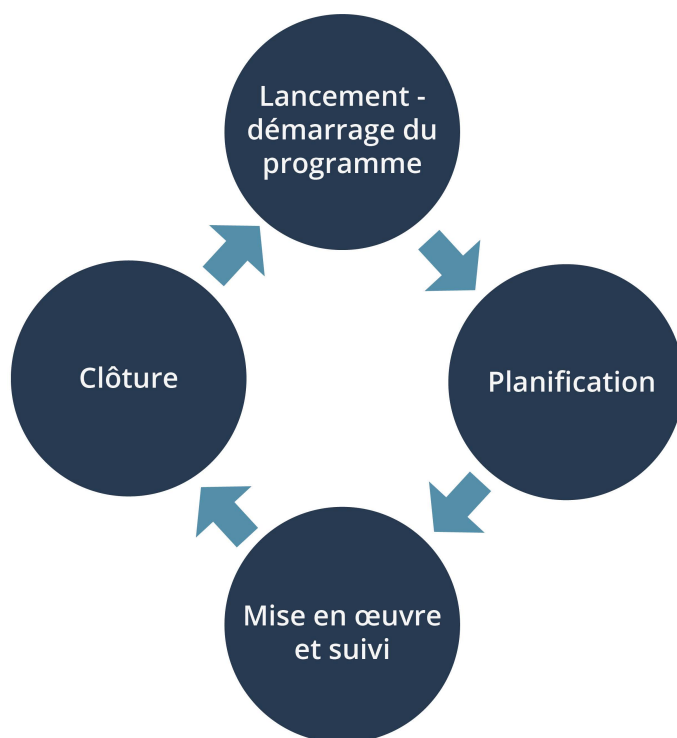 Lancement -
démarrage du
programme
Planification
Mise en œuvre
et suivi
Clôture